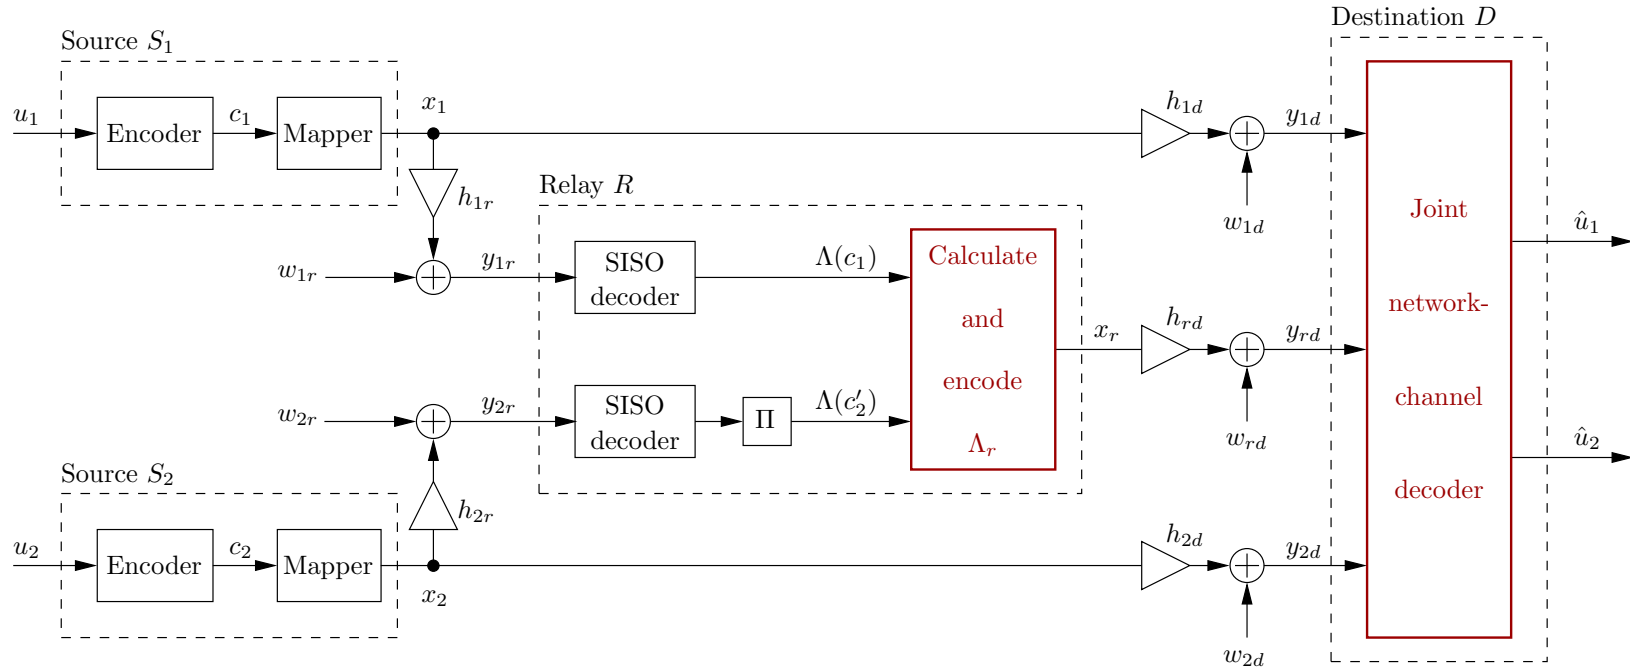 Destination D
Source S₁
u₁
Encoder
c₁
Mapper
x₁
h₁d
y₁d
w₁d
h₁r
Relay R
w₁r
y₁r
SISO
decoder
Λ(c₁)
Calculate
and
encode
Λr
xr
hrd
yrd
wrd
Joint
network-
channel
decoder
û₁
û₂
w₂r
y₂r
SISO
decoder
Π
Λ(c′₂)
Source S₂
h₂r
u₂
Encoder
c₂
Mapper
x₂
h₂d
y₂d
w₂d